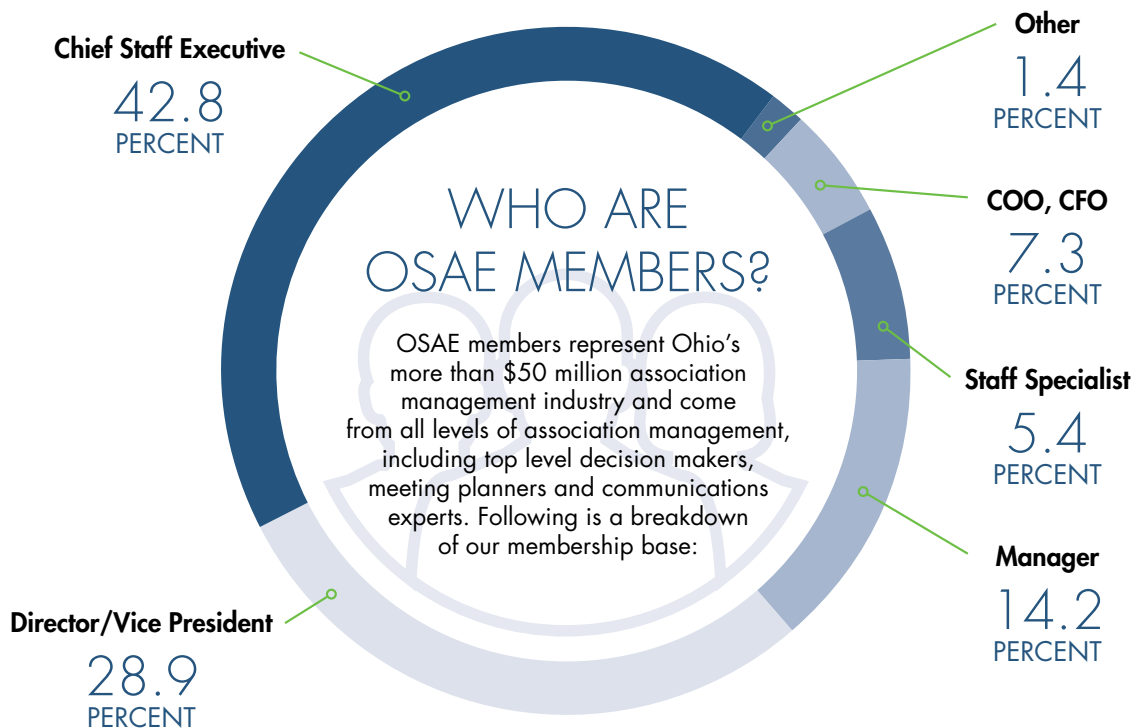 Chief Staff Executive
42.8
PERCENT
Other
1.4
PERCENT
COO, CFO
7.3
PERCENT
Staff Specialist
5.4
PERCENT
Manager
14.2
PERCENT
Director/Vice President
28.9
PERCENT
WHO ARE
OSAE MEMBERS?
OSAE members represent Ohio’s
more than $50 million association
management industry and come
from all levels of association management,
including top level decision makers,
meeting planners and communications
experts. Following is a breakdown
of our membership base: